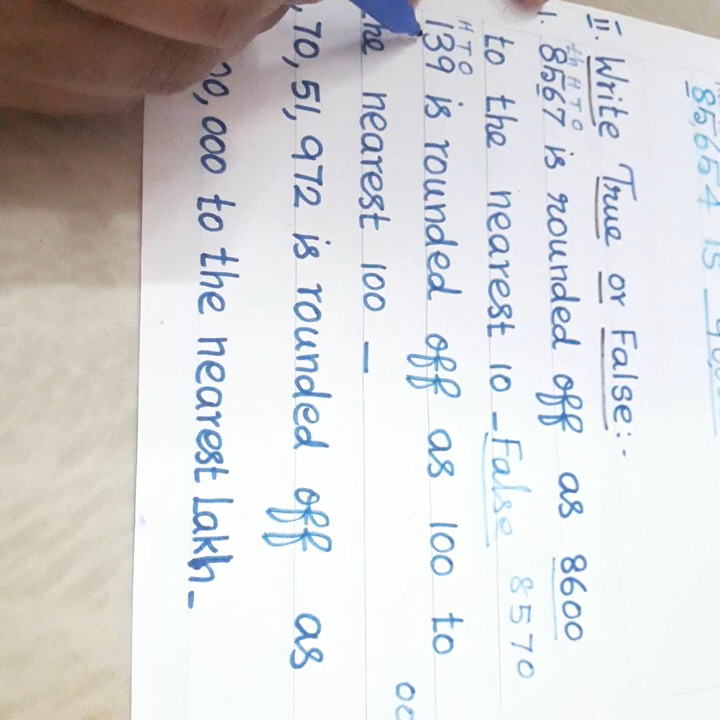 85654 is
ii. Write True or False:-
1. 8567 is rounded off as 8600
th H T O
to the nearest 10 - False 8570
H T O
139 is rounded off as 100 to
the nearest 100 -
70,51,972 is rounded off as
00,000 to the nearest Lakh -